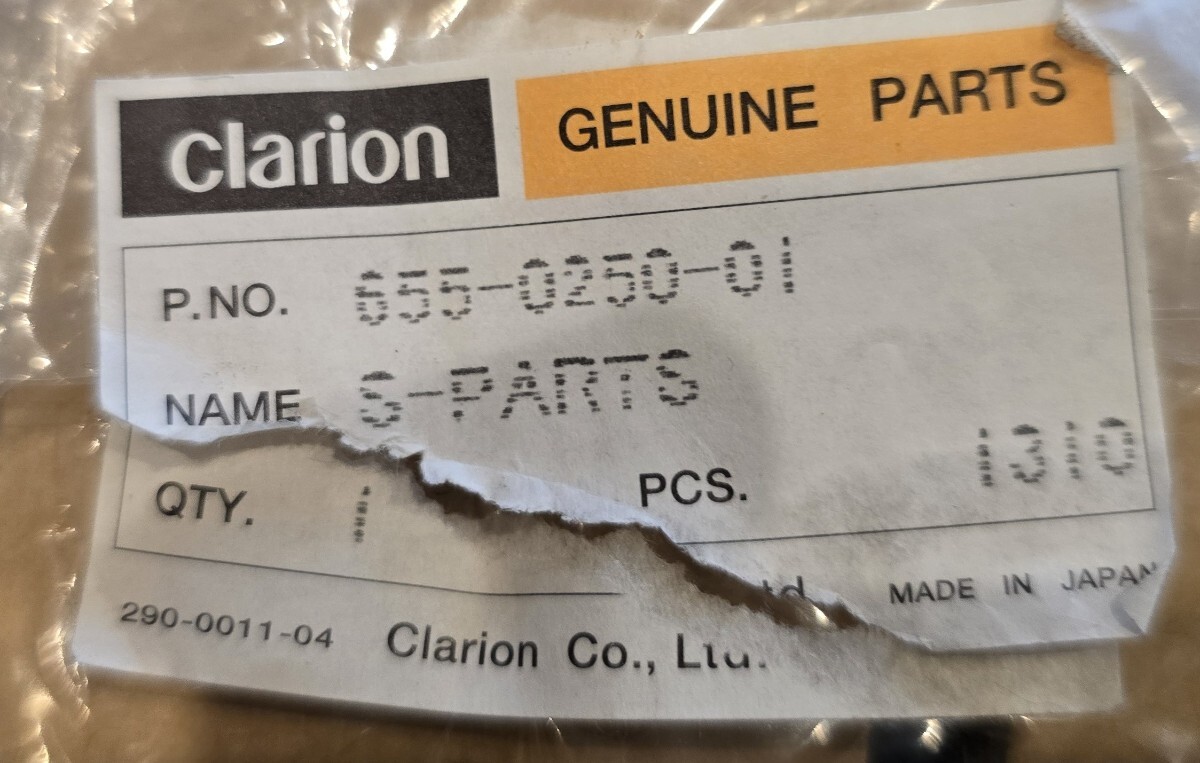 clarion GENUINE PARTS
P.NO. 655-0250-01
NAME S-PARTS
QTY. 1 PCS. 1310
290-0011-04 Clarion Co., Ltd. MADE IN JAPAN